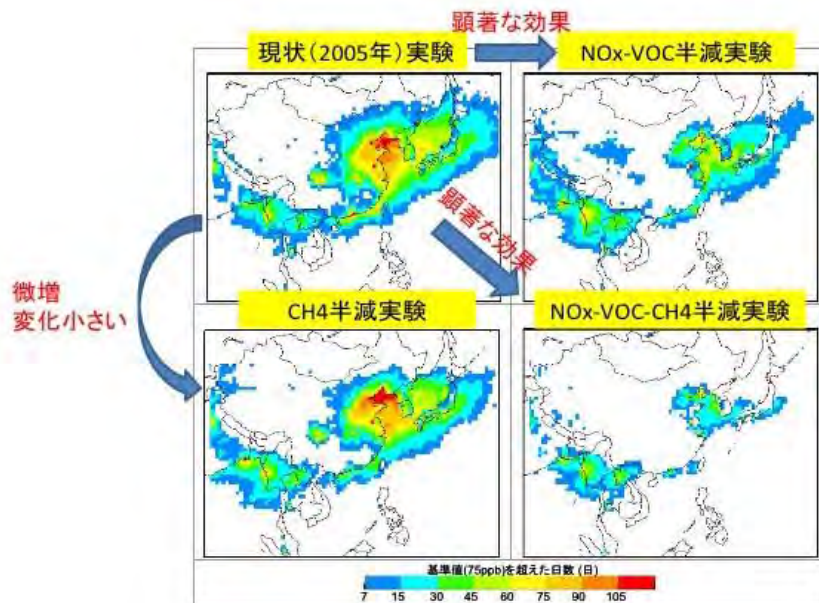 顕著な効果
現状(2005年)実験
NOx-VOC半減実験
顕著な効果
微増
変化小さい
CH4半減実験
NOx-VOC-CH4半減実験
基準値(75ppb)を超えた日数(日)
7 15 30 45 60 75 90 105